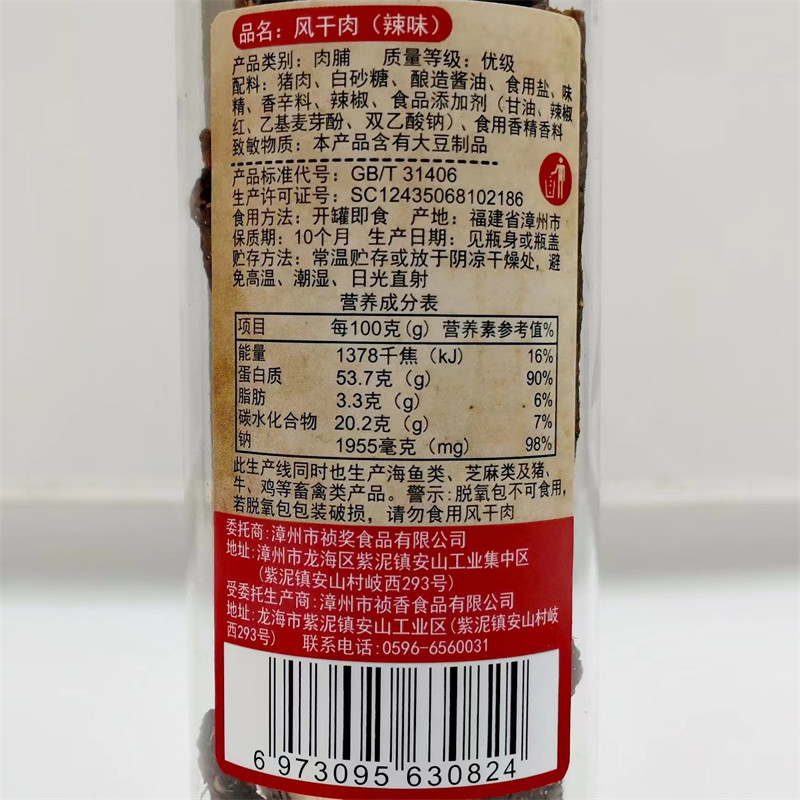 品名：风干肉（辣味）
产品类别：肉脯 质量等级：优级
配料：猪肉、白砂糖、酿造酱油、食用盐、味
精、香辛料、辣椒、食品添加剂（甘油、辣椒
红、乙基麦芽酚、双乙酸钠）、食用香精香料
致敏物质：本产品含有大豆制品
产品标准代号：GB/T 31406
生产许可证号：SC12435068102186
食用方法：开罐即食 产地：福建省漳州市
保质期：10个月 生产日期：见瓶身或瓶盖
贮存方法：常温贮存或放于阴凉干燥处，避
免高温、潮湿、日光直射
营养成分表
项目 每100克(g) 营养素参考值%
能量 1378千焦（kJ） 16%
蛋白质 53.7克（g） 90%
脂肪 3.3克（g） 6%
碳水化合物 20.2克（g） 7%
钠 1955毫克（mg） 98%
此生产线同时也生产海鱼类、芝麻类及猪、
牛、鸡等畜禽类产品。警示:脱氧包不可食用，
若脱氧包包装破损，请勿食用风干肉
委托商:漳州市祯奖食品有限公司
地址:漳州市龙海区紫泥镇安山工业集中区
(紫泥镇安山村岐西293号)
受委托生产商:漳州市祯香食品有限公司
地址:龙海市紫泥镇安山工业区(紫泥镇安山村岐
西293号) 联系电话:0596-6560031
6 973095 630824